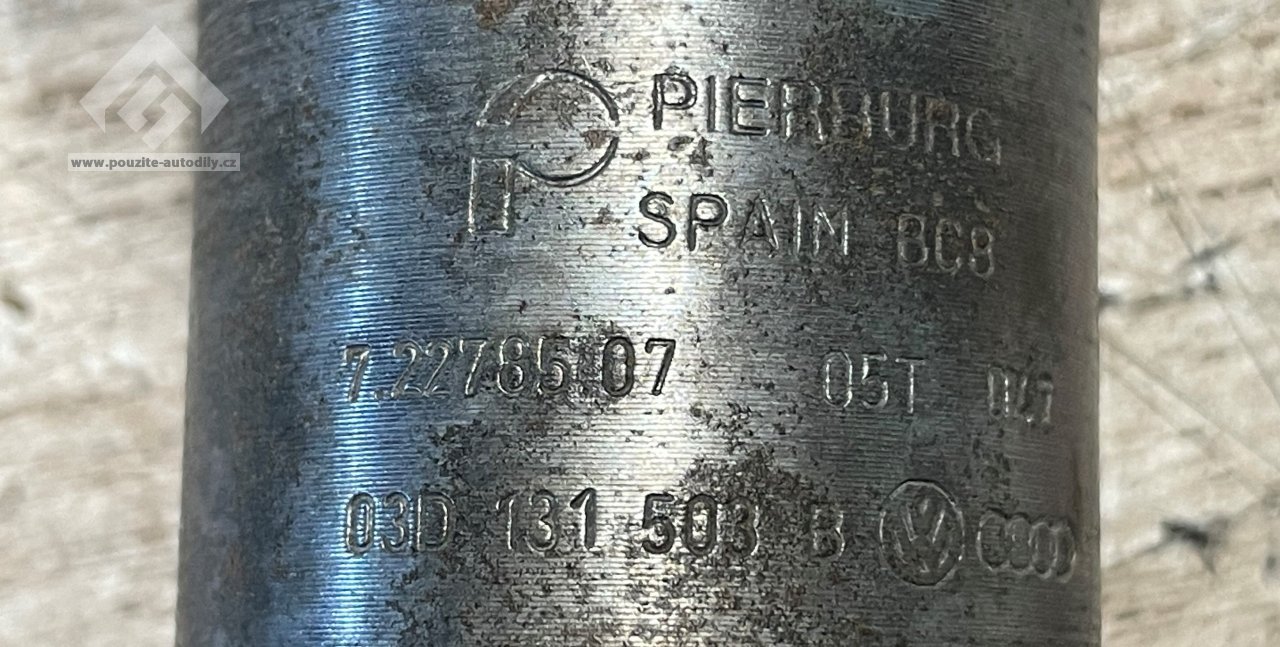 www.pouzite-autodily.cz
PIERBURG
SPAIN BC8
7.22785.07 05T
03D 131 503 B